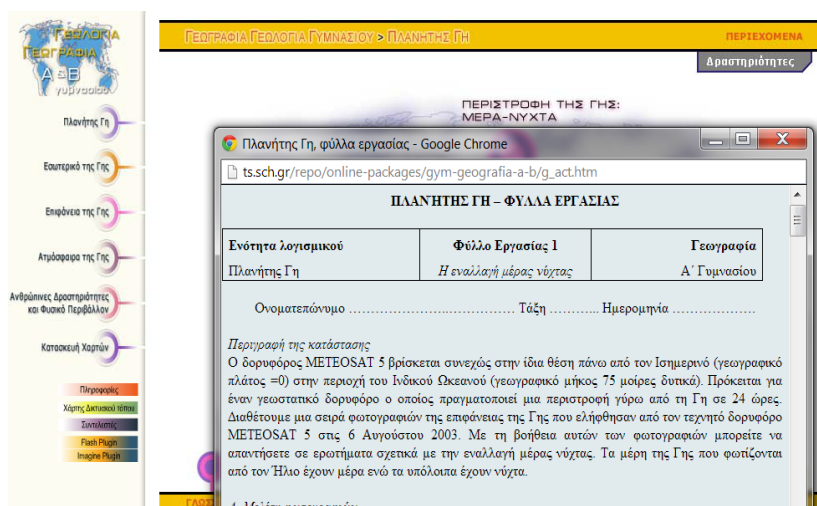 ΓΕΩΛΟΓΙΑ
ΓΕΩΓΡΑΦΙΑ
Α & Β
γυμνασίου
Πλανήτης Γη
Εσωτερικό της Γης
Επιφάνεια της Γης
Ατμόσφαιρα της Γης
Ανθρώπινες Δραστηριότητες
και Φυσικό Περιβάλλον
Κατασκευή Χαρτών
Πληροφορίες
Χάρτης Δικτυακού τόπου
Συντελεστές
Flash Plugin
Imagine Plugin
ΓΕΩΓΡΑΦΙΑ ΓΕΩΛΟΓΙΑ ΓΥΜΝΑΣΙΟΥ > ΠΛΑΝΗΤΗΣ ΓΗ
ΠΕΡΙΕΧΟΜΕΝΑ
Δραστηριότητες
ΠΕΡΙΣΤΡΟΦΗ ΤΗΣ ΓΗΣ:
ΜΕΡΑ-ΝΥΧΤΑ
Πλανήτης Γη, φύλλα εργασίας - Google Chrome
ts.sch.gr/repo/online-packages/gym-geografia-a-b/g_act.htm
ΠΛΑΝΉΤΗΣ ΓΗ – ΦΥΛΛΑ ΕΡΓΑΣΙΑΣ
Ενότητα λογισμικού Φύλλο Εργασίας 1 Γεωγραφία
Πλανήτης Γη Η εναλλαγή μέρας νύχτας Α΄ Γυμνασίου
Ονοματεπώνυμο …………………..……………. Τάξη ……….. Ημερομηνία ……………….
Περιγραφή της κατάστασης
Ο δορυφόρος METEOSAT 5 βρίσκεται συνεχώς στην ίδια θέση πάνω από τον Ισημερινό (γεωγραφικό
πλάτος =0) στην περιοχή του Ινδικού Ωκεανού (γεωγραφικό μήκος 75 μοίρες δυτικά). Πρόκειται για
έναν γεωστατικό δορυφόρο ο οποίος πραγματοποιεί μια περιστροφή γύρω από τη Γη σε 24 ώρες.
Διαθέτουμε μια σειρά φωτογραφιών της επιφάνειας της Γης που ελήφθησαν από τον τεχνητό δορυφόρο
METEOSAT 5 στις 6 Αυγούστου 2003. Με τη βοήθεια αυτών των φωτογραφιών μπορείτε να
απαντήσετε σε ερωτήματα σχετικά με την εναλλαγή μέρας νύχτας. Τα μέρη της Γης που φωτίζονται
από τον Ήλιο έχουν μέρα ενώ τα υπόλοιπα έχουν νύχτα.